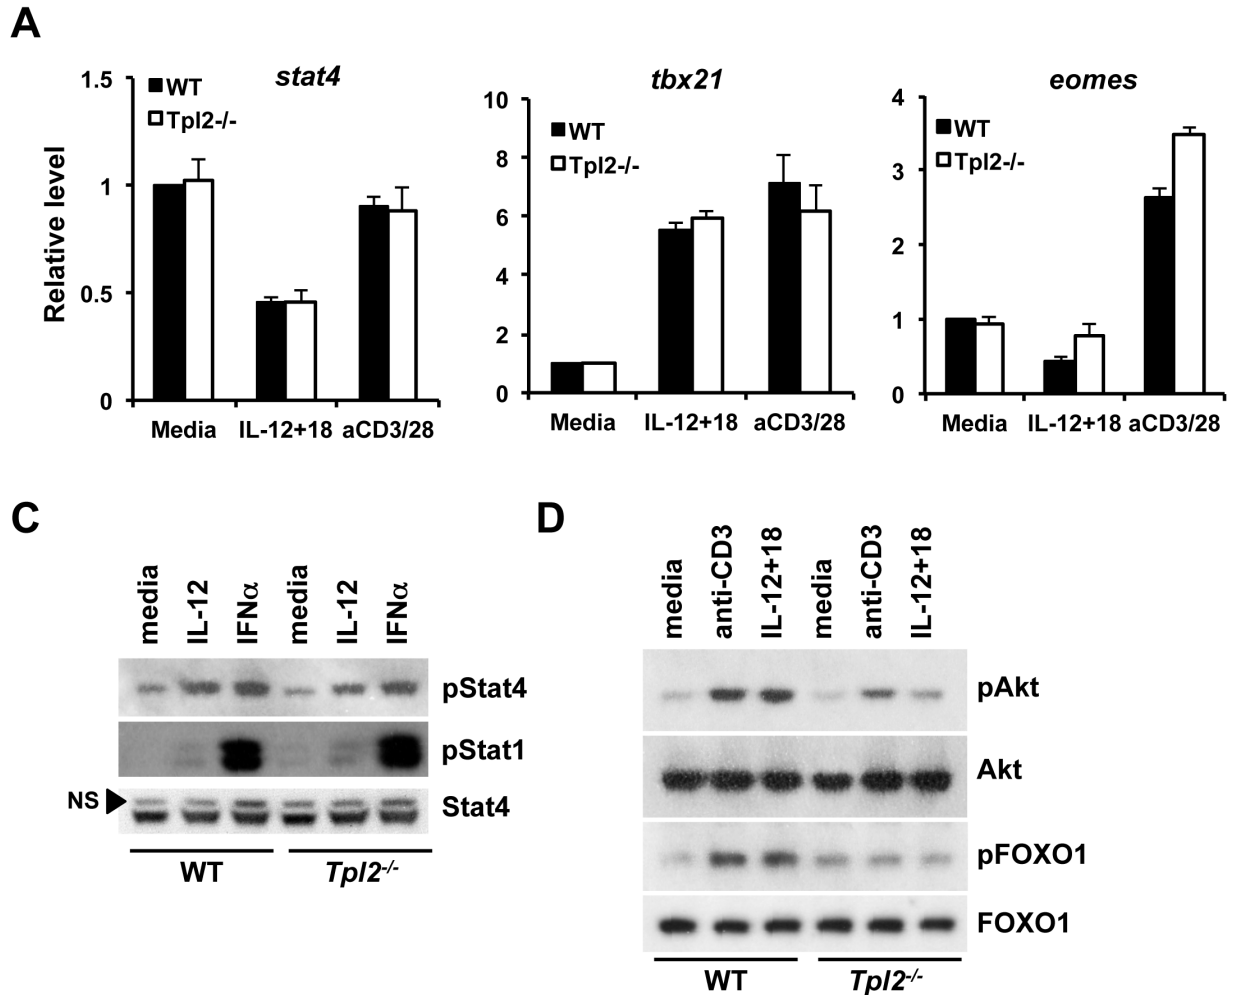 A
stat4
WT
Tpl2-/-
Relative level
1.5
1
0.5
0
Media IL-12+18 aCD3/28
tbx21
WT
Tpl2-/-
10
8
6
4
2
0
Media IL-12+18 aCD3/28
eomes
WT
Tpl2-/-
4
3
2
1
0
Media IL-12+18 aCD3/28
C
media IL-12 IFNα media IL-12 IFNα
pStat4
pStat1
NS Stat4
WT Tpl2-/-
D
media anti-CD3 IL-12+18 media anti-CD3 IL-12+18
pAkt
Akt
pFOXO1
FOXO1
WT Tpl2-/-